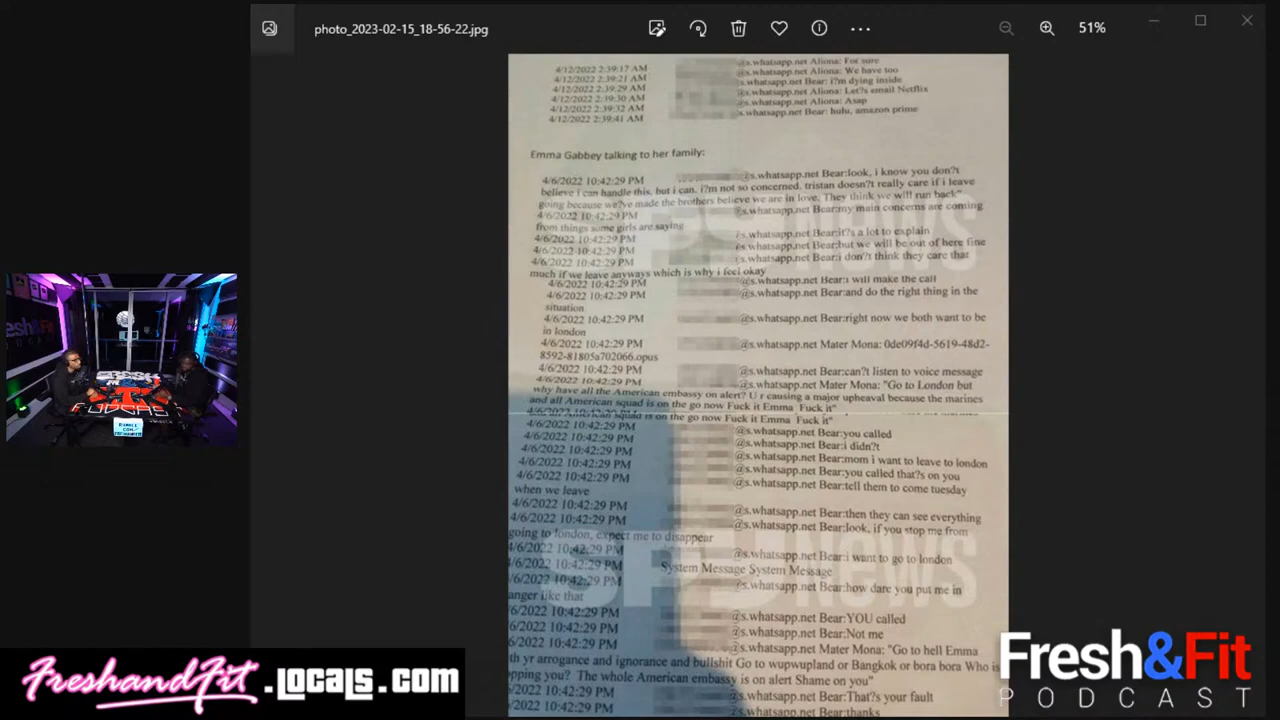 photo_2023-02-15_18-56-22.jpg
51%
4/12/2022 2:39:17 AM @s.whatsapp.net Aliona: For sure
4/12/2022 2:39:21 AM @s.whatsapp.net Aliona: We have too
4/12/2022 2:39:29 AM @s.whatsapp.net Bear: i?m dying inside
4/12/2022 2:39:30 AM @s.whatsapp.net Aliona: Let?s email Netflix
4/12/2022 2:39:32 AM @s.whatsapp.net Aliona: Asap
4/12/2022 2:39:41 AM s.whatsapp.net Bear: hulu, amazon prime
Emma Gabbey talking to her family:
4/6/2022 10:42:29 PM @s.whatsapp.net Bear:look, i know you don?t
believe i can handle this, but i can. i?m not so concerned. tristan doesn?t really care if i leave
going because we?ve made the brothers believe we are in love. They think we will run back"
4/6/2022 10:42:29 PM @s.whatsapp.net Bear:my main concerns are coming
from things some girls are saying
4/6/2022 10:42:29 PM s.whatsapp.net Bear:it?s a lot to explain
4/6/2022 10:42:29 PM s.whatsapp.net Bear:but we will be out of here fine
4/6/2022 10:42:29 PM s.whatsapp.net Bear:i don?t think they care that
much if we leave anyways which is why i feel okay
4/6/2022 10:42:29 PM @s.whatsapp.net Bear:i will make the call
4/6/2022 10:42:29 PM @s.whatsapp.net Bear:and do the right thing in the
situation
4/6/2022 10:42:29 PM @s.whatsapp.net Bear:right now we both want to be
in london
4/6/2022 10:42:29 PM @s.whatsapp.net Mater Mona: 0de09f4d-5619-48d2-
8592-81805a702066.opus
4/6/2022 10:42:29 PM @s.whatsapp.net Bear:can?t listen to voice message
4/6/2022 10:42:29 PM @s.whatsapp.net Mater Mona: "Go to London but
why have all the American embassy on alert? U r causing a major upheaval because the marines
and all American squad is on the go now Fuck it Emma Fuck it"
American squad is on the go now Fuck it Emma Fuck it"
4/6/2022 10:42:29 PM @s.whatsapp.net Bear:you called
4/6/2022 10:42:29 PM @s.whatsapp.net Bear:i didn?t
4/6/2022 10:42:29 PM @s.whatsapp.net Bear:mom i want to leave to london
4/6/2022 10:42:29 PM @s.whatsapp.net Bear:you called that?s on you
4/6/2022 10:42:29 PM @s.whatsapp.net Bear:tell them to come tuesday
when we leave
4/6/2022 10:42:29 PM @s.whatsapp.net Bear:then they can see everything
4/6/2022 10:42:29 PM @s.whatsapp.net Bear:look, if you stop me from
going to london, expect me to disappear
4/6/2022 10:42:29 PM @s.whatsapp.net Bear:i want to go to london
/6/2022 10:42:29 PM System Message System Message
/6/2022 10:42:29 PM s.whatsapp.net Bear:how dare you put me in
anger like that
/6/2022 10:42:29 PM @s.whatsapp.net Bear:YOU called
6/2022 10:42:29 PM @s.whatsapp.net Bear:Not me
6/2022 10:42:29 PM @s.whatsapp.net Mater Mona: "Go to hell Emma
th yr arrogance and ignorance and bullshit Go to wupwupland or Bangkok or bora bora Who is
opping you? The whole American embassy is on alert Shame on you"
6/2022 10:42:29 PM @s.whatsapp.net Bear:That?s your fault
6/2022 10:42:29 PM @s.whatsapp.net Bear:thanks
NEWS
FreshandFit.Locals.com
Fresh&Fit
PODCAST